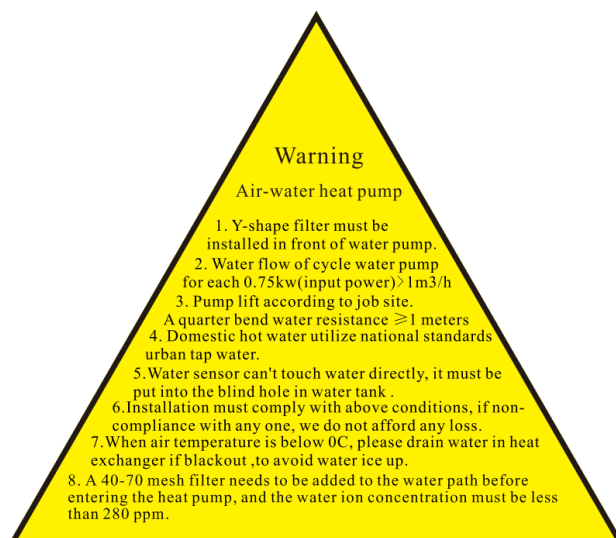 Warning
Air-water heat pump
1. Y-shape filter must be
installed in front of water pump.
2. Water flow of cycle water pump
for each 0.75kw(input power)>1m3/h
3. Pump lift according to job site.
A quarter bend water resistance ≥1 meters
4. Domestic hot water utilize national standards
urban tap water.
5.Water sensor can't touch water directly, it must be
put into the blind hole in water tank .
6.Installation must comply with above conditions, if non-
compliance with any one, we do not afford any loss.
7.When air temperature is below 0C, please drain water in heat
exchanger if blackout ,to avoid water ice up.
8. A 40-70 mesh filter needs to be added to the water path before
entering the heat pump, and the water ion concentration must be less
than 280 ppm.